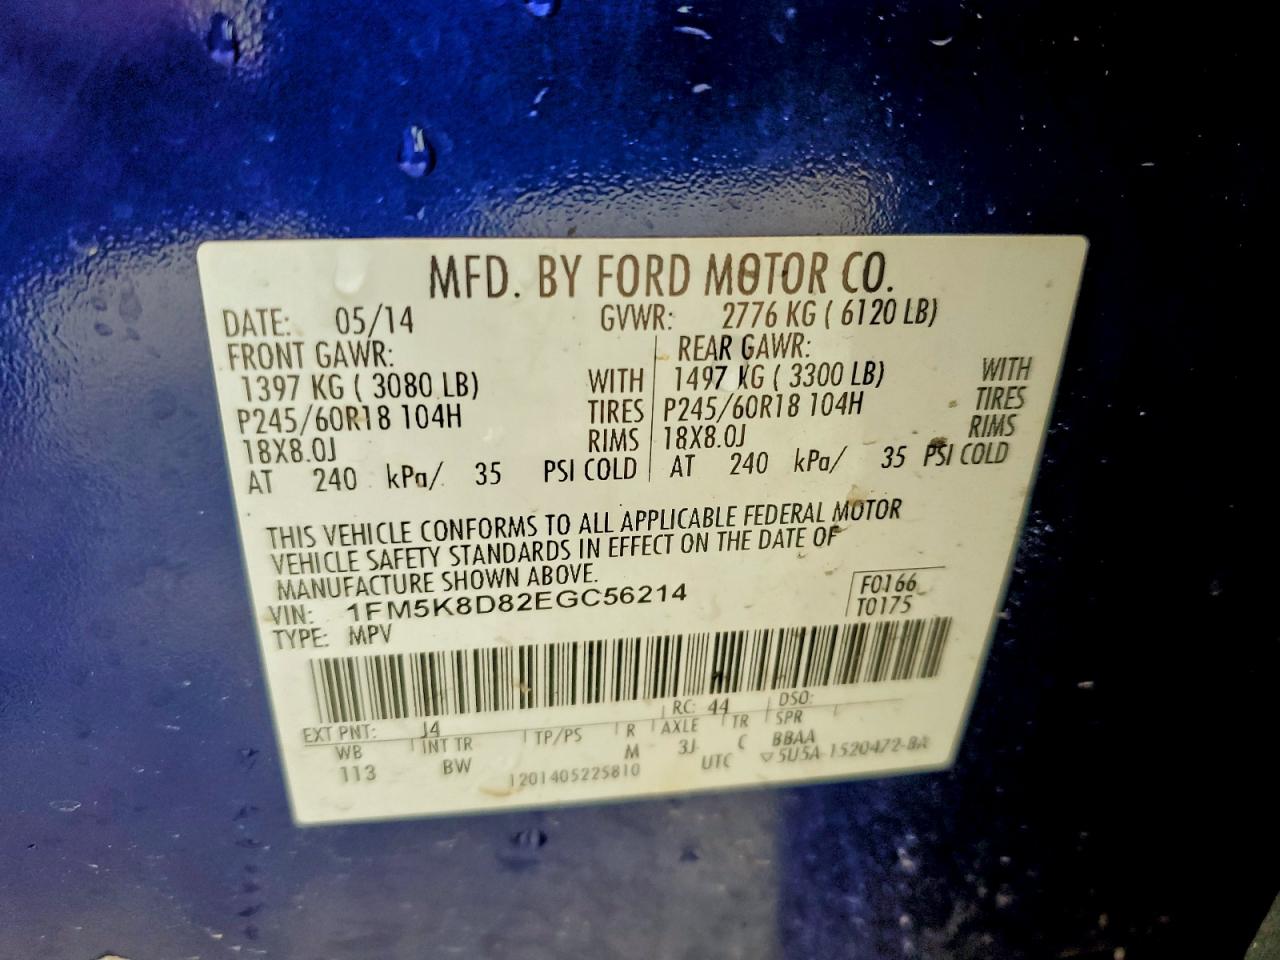 MFD. BY FORD MOTOR CO.
DATE: 05/14 GVWR: 2776 KG ( 6120 LB)
FRONT GAWR: REAR GAWR:
1397 KG ( 3080 LB) WITH 1497 KG ( 3300 LB) WITH
P245/60R18 104H TIRES P245/60R18 104H TIRES
18X8.0J RIMS 18X8.0J RIMS
AT 240 kPa/ 35 PSI COLD AT 240 kPa/ 35 PSI COLD
THIS VEHICLE CONFORMS TO ALL APPLICABLE FEDERAL MOTOR
VEHICLE SAFETY STANDARDS IN EFFECT ON THE DATE OF
MANUFACTURE SHOWN ABOVE.
VIN: 1FM5K8D82EGC56214 F0166
TYPE: MPV T0175
EXT PNT: J4 RC: 44 DSO:
WB INT TR TP/PS R AXLE TR SPR
113 BW M 3J C BBAA
1201405225810 UTC ▽5U5A-1520472-BA